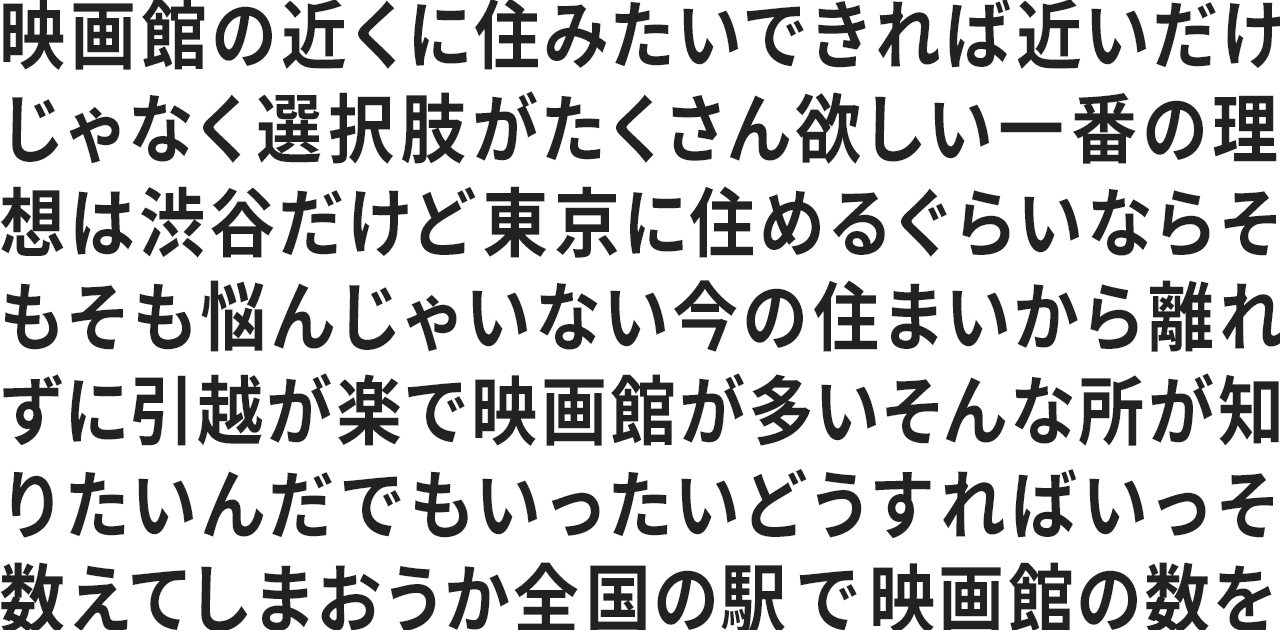 映画館の近くに住みたいできれば近いだけ
じゃなく選択肢がたくさん欲しい一番の理
想は渋谷だけど東京に住めるぐらいならそ
もそも悩んじゃいない今の住まいから離れ
ずに引越が楽で映画館が多いそんな所が知
りたいんだでもいったいどうすればいっそ
数えてしまおうか全国の駅で映画館の数を